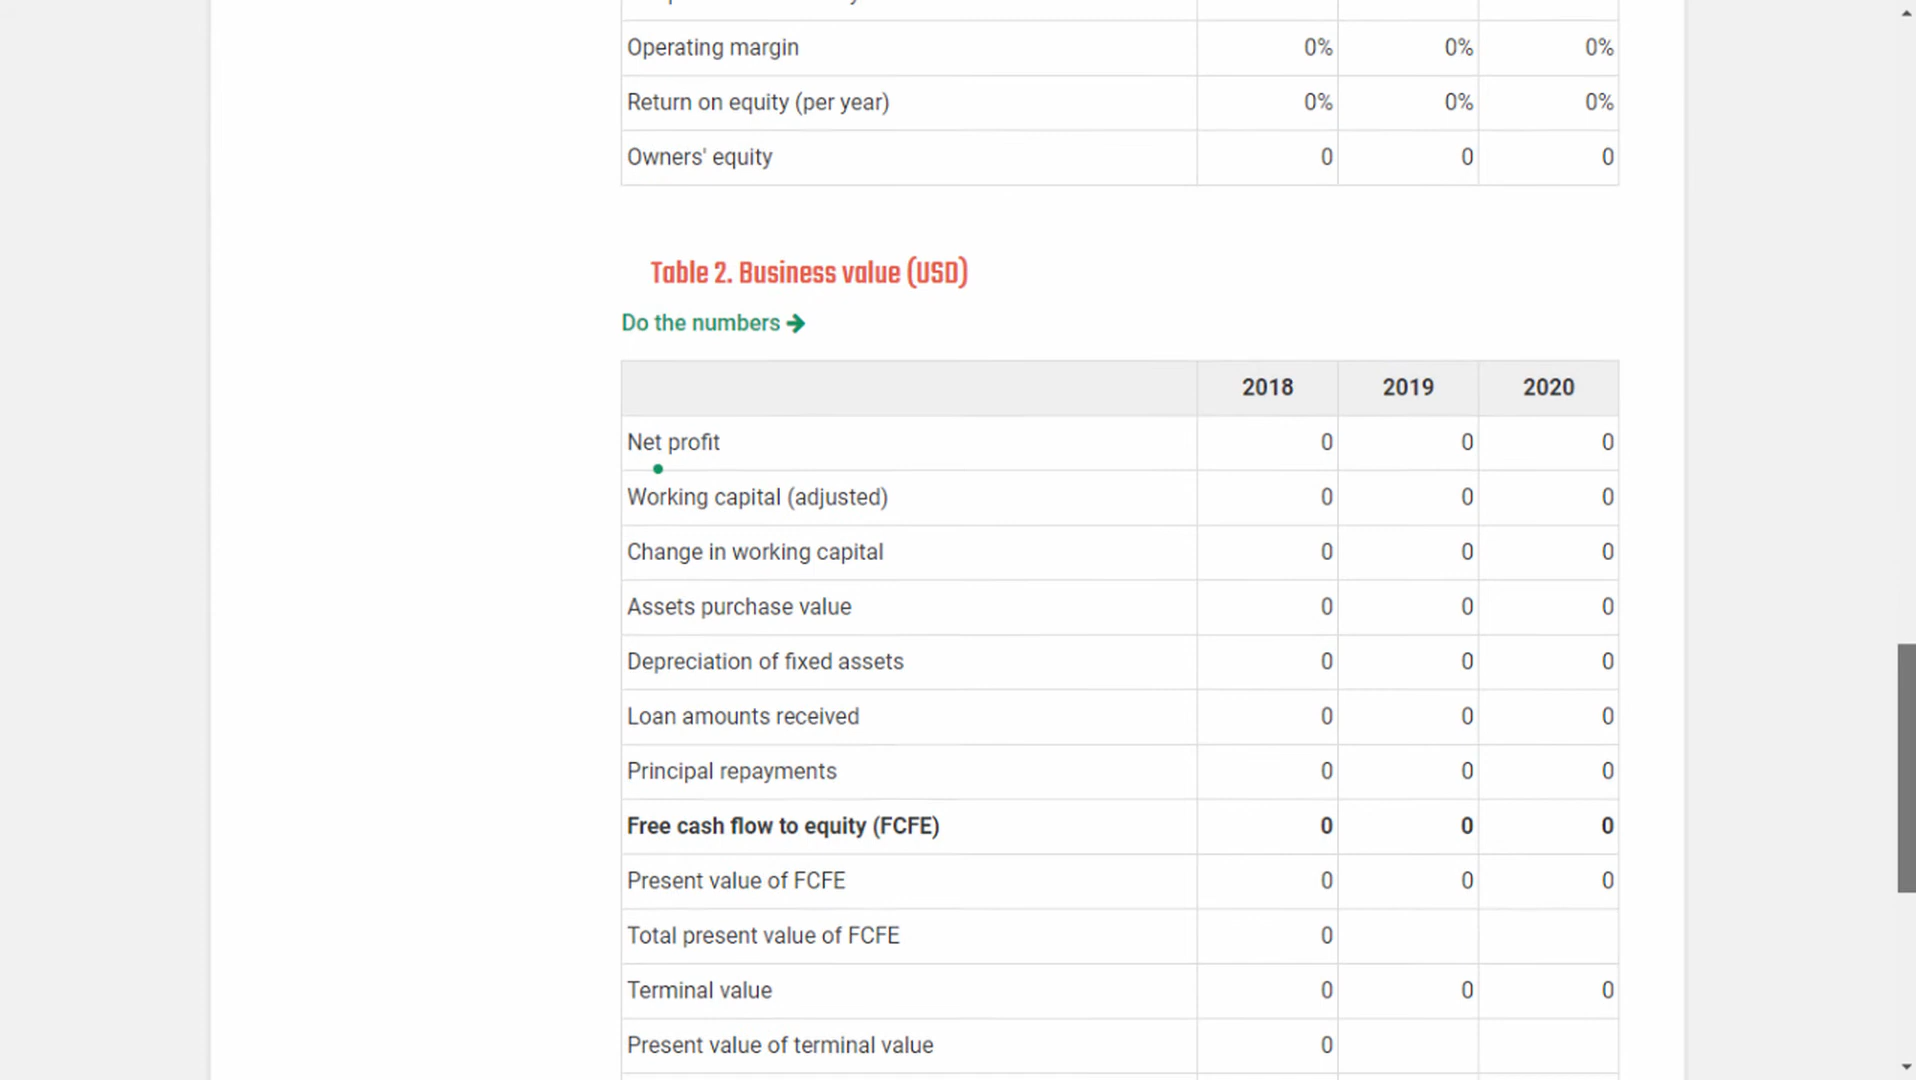 Operating margin 0% 0% 0%
Return on equity (per year) 0% 0% 0%
Owners' equity 0 0 0
Table 2. Business value (USD)
Do the numbers →
2018 2019 2020
Net profit 0 0 0
Working capital (adjusted) 0 0 0
Change in working capital 0 0 0
Assets purchase value 0 0 0
Depreciation of fixed assets 0 0 0
Loan amounts received 0 0 0
Principal repayments 0 0 0
Free cash flow to equity (FCFE) 0 0 0
Present value of FCFE 0 0 0
Total present value of FCFE 0
Terminal value 0 0 0
Present value of terminal value 0